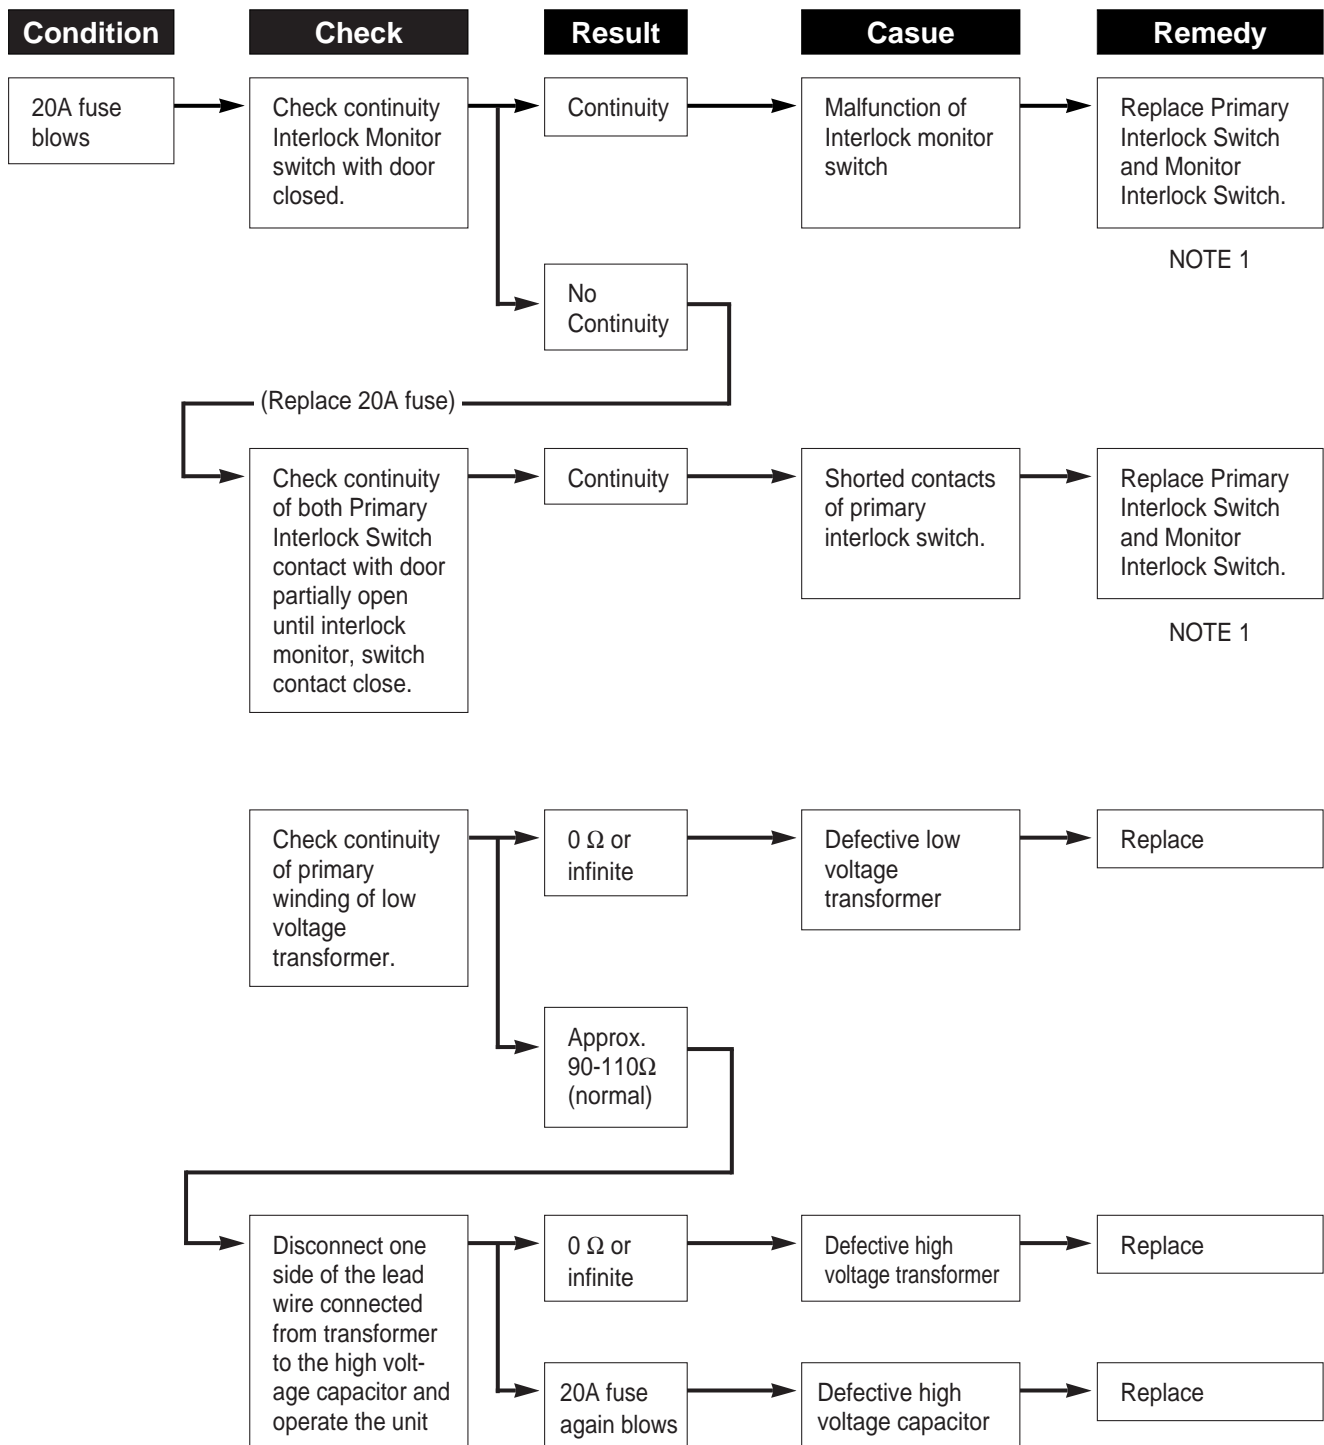 Condition
Check
Result
Casue
Remedy
20A fuse
blows
Check continuity
Interlock Monitor
switch with door
closed.
Continuity
Malfunction of
Interlock monitor
switch
Replace Primary
Interlock Switch
and Monitor
Interlock Switch.
NOTE 1
No
Continuity
(Replace 20A fuse)
Check continuity
of both Primary
Interlock Switch
contact with door
partially open
until interlock
monitor, switch
contact close.
Continuity
Shorted contacts
of primary
interlock switch.
Replace Primary
Interlock Switch
and Monitor
Interlock Switch.
NOTE 1
Check continuity
of primary
winding of low
voltage
transformer.
0 Ω or
infinite
Defective low
voltage
transformer
Replace
Approx.
90-110Ω
(normal)
Disconnect one
side of the lead
wire connected
from transformer
to the high volt-
age capacitor and
operate the unit
0 Ω or
infinite
Defective high
voltage transformer
Replace
20A fuse
again blows
Defective high
voltage capacitor
Replace